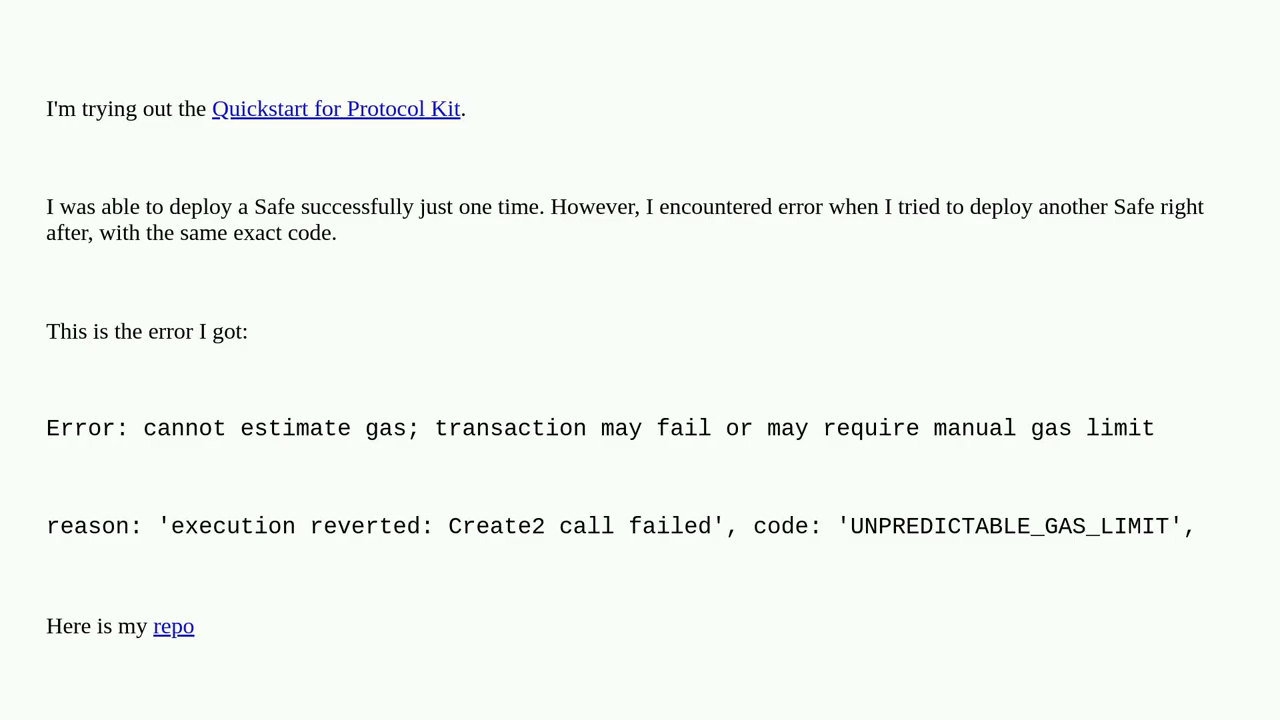 I'm trying out the Quickstart for Protocol Kit.
I was able to deploy a Safe successfully just one time. However, I encountered error when I tried to deploy another Safe right
after, with the same exact code.
This is the error I got:
Error: cannot estimate gas; transaction may fail or may require manual gas limit
reason: 'execution reverted: Create2 call failed', code: 'UNPREDICTABLE_GAS_LIMIT',
Here is my repo